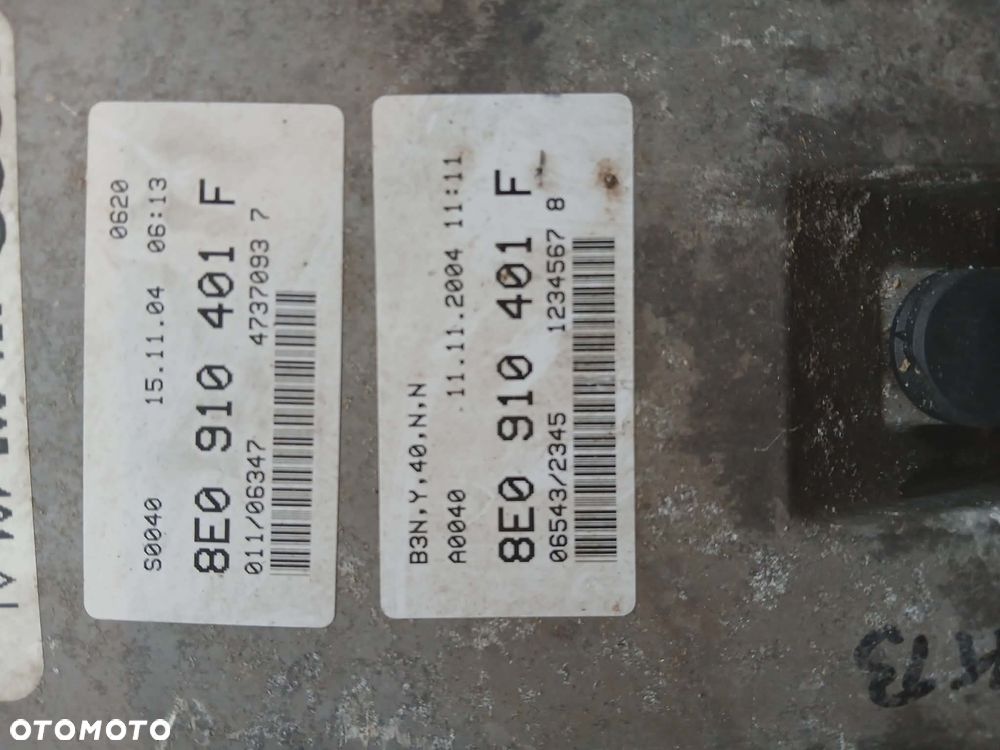 0620
S0040 15.11.04 06:13
8E0 910 401 F
011/06347 4737093 7
B3N,Y,40,N,N
A0040 11.11.2004 11:11
8E0 910 401 F
06543/2345 1234567 8
OTOMOTO